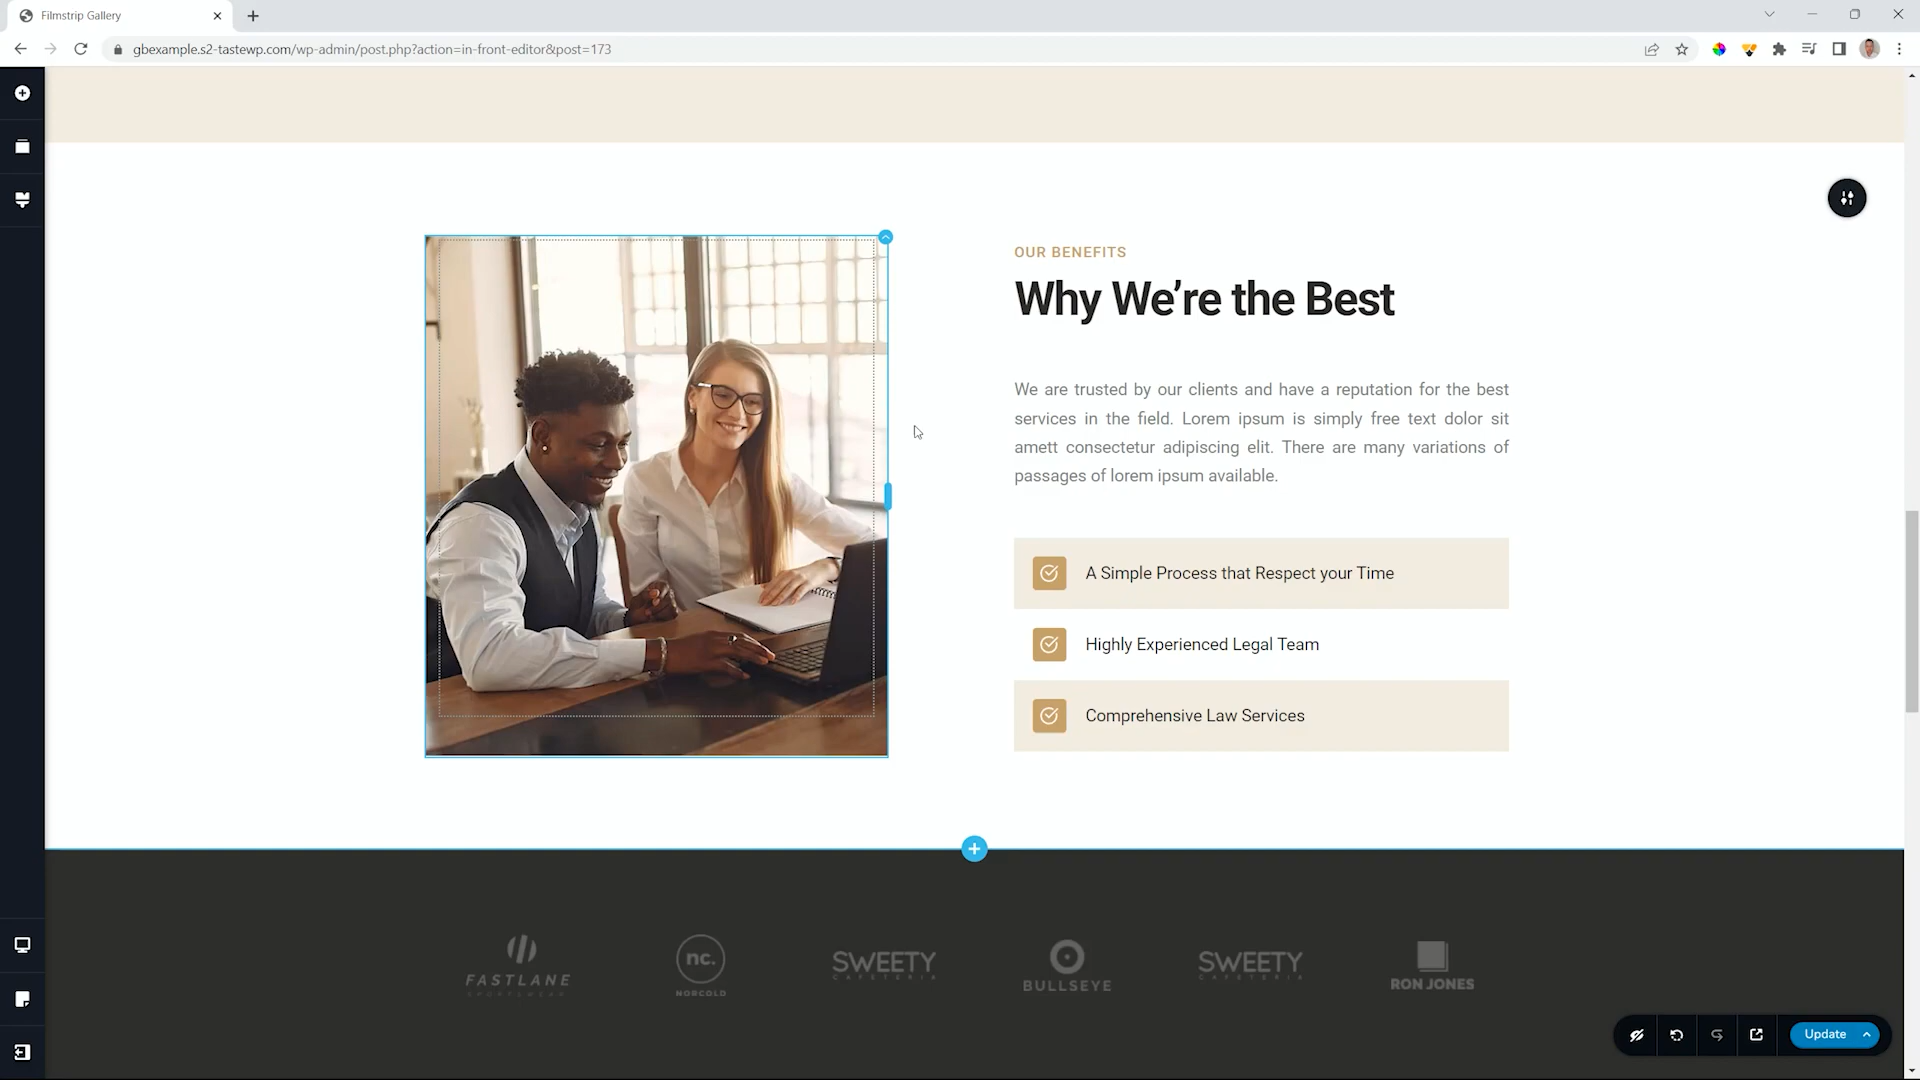 Filmstrip Gallery
gbexample.s2-tastewp.com/wp-admin/post.php?action=in-front-editor&post=173
OUR BENEFITS
Why We’re the Best
We are trusted by our clients and have a reputation for the best
services in the field. Lorem ipsum is simply free text dolor sit
amett consectetur adipiscing elit. There are many variations of
passages of lorem ipsum available.
A Simple Process that Respect your Time
Highly Experienced Legal Team
Comprehensive Law Services
FASTLANE
SPORTSWEAR
nc.
NORCOLD
SWEETY
CAFETERIA
BULLSEYE
SWEETY
CAFETERIA
RON JONES
Update